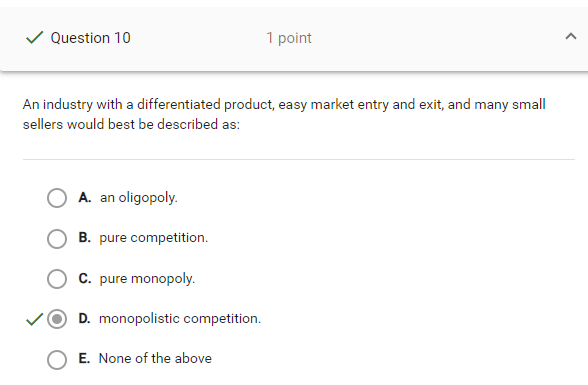 Question 10 1 point
An industry with a differentiated product, easy market entry and exit, and many small
sellers would best be described as:
A. an oligopoly.
B. pure competition.
C. pure monopoly.
D. monopolistic competition.
E. None of the above